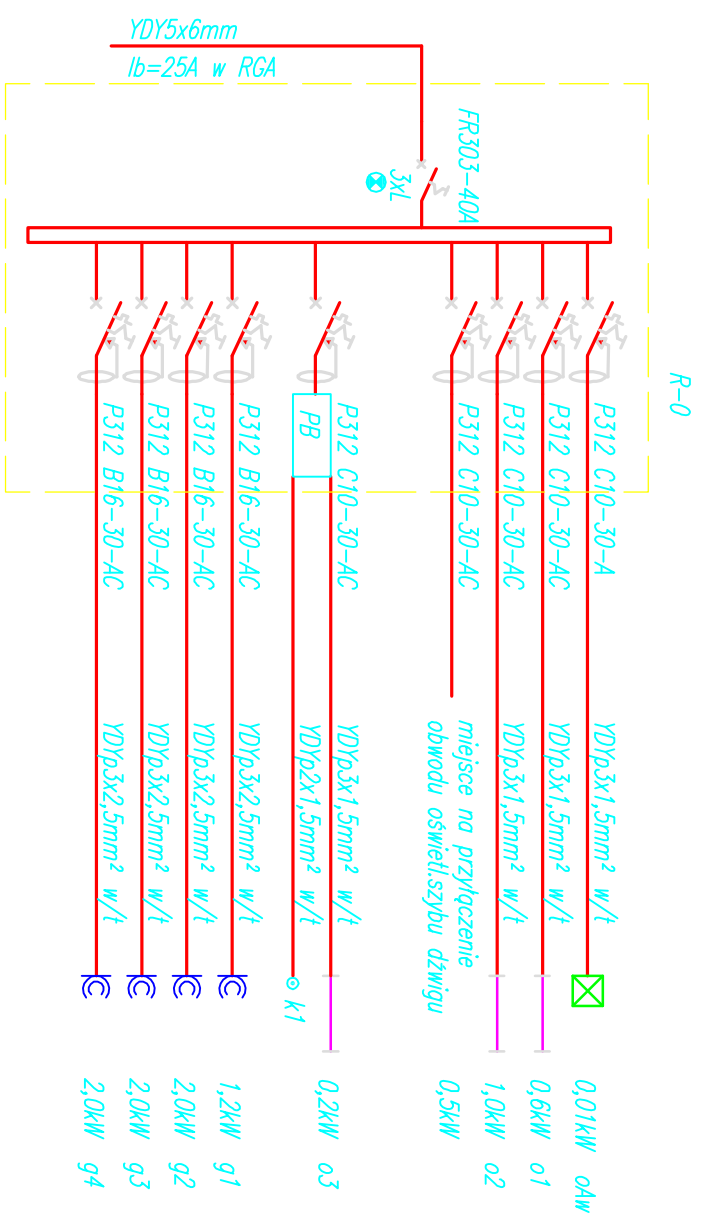 YDY5x6mm
Ib=25A w RGA
FR303-40A
3xL
R-0
P312 B16-30-AC
P312 B16-30-AC
P312 B16-30-AC
P312 B16-30-AC
PB
P312 C10-30-AC
P312 C10-30-AC
P312 C10-30-AC
P312 C10-30-AC
P312 C10-30-A
YDYp3x2,5mm² w/t
YDYp3x2,5mm² w/t
YDYp3x2,5mm² w/t
YDYp3x2,5mm² w/t
YDYp2x1,5mm² w/t
YDYp3x1,5mm² w/t
miejsce na przyłączenie
obwodu oświetl.szybu dźwigu
YDYp3x1,5mm² w/t
YDYp3x1,5mm² w/t
YDYp3x1,5mm² w/t
k1
2,0kW g4
2,0kW g3
2,0kW g2
1,2kW g1
0,2kW o3
0,5kW
1,0kW o2
0,6kW o1
0,01kW oAw